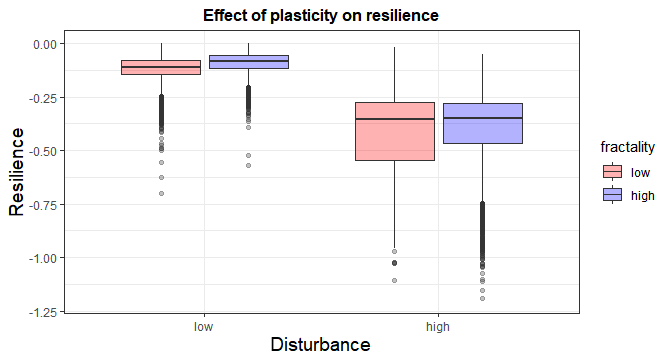 Effect of plasticity on resilience
Resilience
0.00
-0.25
-0.50
-0.75
-1.00
-1.25
low
high
Disturbance
fractality
low
high